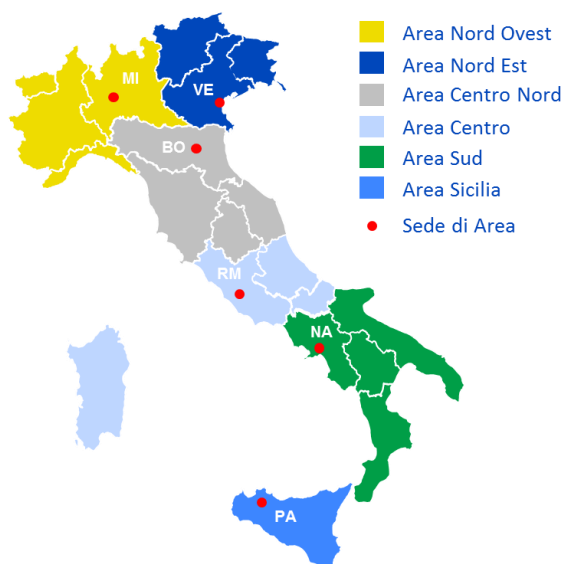 Area Nord Ovest
Area Nord Est
Area Centro Nord
Area Centro
Area Sud
Area Sicilia
Sede di Area
MI
VE
BO
RM
NA
PA